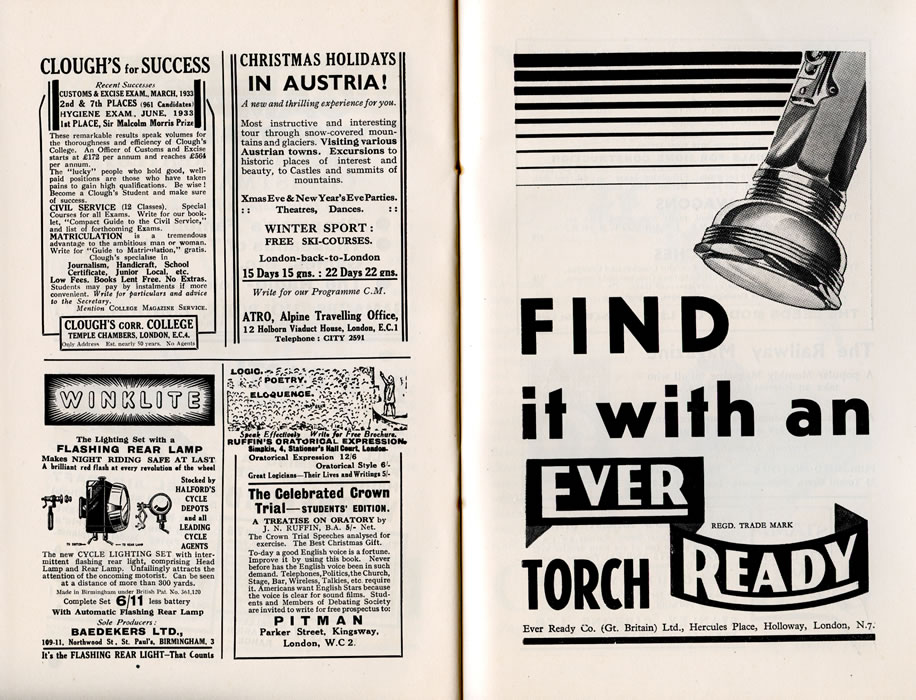 CLOUGH'S for SUCCESS
Recent Successes
CUSTOMS & EXCISE EXAM., MARCH, 1933
2nd & 7th PLACES (961 Candidates)
HYGIENE EXAM., JUNE, 1933
1st PLACE, Sir Malcolm Morris Prize
These remarkable results speak volumes for
the thoroughness and efficiency of Clough's
College. An Officer of Customs and Excise
starts at £172 per annum and reaches £564
per annum.
The "lucky" people who hold good, well-
paid positions are those who have taken
pains to gain high qualifications. Be wise!
Become a Clough's Student and make sure
of success.
CIVIL SERVICE (12 Classes). Special
Courses for all Exams. Write for our book-
let, "Compact Guide to the Civil Service,"
and list of forthcoming Exams.
MATRICULATION is a tremendous
advantage to the ambitious man or woman.
Write for "Guide to Matriculation," gratis.
Clough's specialise in
Journalism, Handicraft, School
Certificate, Junior Local, etc.
Low Fees. Books Lent Free. No Extras.
Students may pay by instalments if more
convenient. Write for particulars and advice
to the Secretary.
Mention COLLEGE MAGAZINE SERVICE.
CLOUGH'S CORR. COLLEGE
TEMPLE CHAMBERS, LONDON, E.C.4.
Only Address Est. nearly 50 years. No Agents
CHRISTMAS HOLIDAYS
IN AUSTRIA!
A new and thrilling experience for you.
Most instructive and interesting
tour through snow-covered moun-
tains and glaciers. Visiting various
Austrian towns. Excursions to
historic places of interest and
beauty, to Castles and summits of
mountains.
Xmas Eve & New Year's Eve Parties.
:: Theatres, Dances. ::
WINTER SPORT:
FREE SKI-COURSES.
London-back-to-London
15 Days 15 gns. : 22 Days 22 gns.
Write for our Programme C.M.
ATRO, Alpine Travelling Office,
12 Holborn Viaduct House, London, E.C.1
Telephone: CITY 2591
WINKLITE
The Lighting Set with a
FLASHING REAR LAMP
Makes NIGHT RIDING SAFE AT LAST
A brilliant red flash at every revolution of the wheel
Stocked by
HALFORD'S
CYCLE
DEPOTS
and all
LEADING
CYCLE
AGENTS
The new CYCLE LIGHTING SET with inter-
mittent flashing rear light, comprising Head
Lamp and Rear Lamp. Unfailingly attracts the
attention of the oncoming motorist. Can be seen
at a distance of more than 300 yards.
Made in Birmingham under British Pat. No. 361,120
Complete Set 6/11 less battery
With Automatic Flashing Rear Lamp
Sole Producers:
BAEDEKERS LTD.,
109-11, Northwood St., St. Paul's, BIRMINGHAM, 3
It's the FLASHING REAR LIGHT—That Counts
LOGIC.
POETRY.
ELOQUENCE.
Speak Effectively Write for Free Brochure.
RUFFIN'S ORATORICAL EXPRESSION,
Simpkin, 4, Stationer's Hall Court, London.
Oratorical Expression 12/6
Oratorical Style 6/-
Great Logicians—Their Lives and Writings 5/-
The Celebrated Crown
Trial—STUDENTS' EDITION.
A TREATISE ON ORATORY by
J. N. RUFFIN, B.A. 5/- Net.
The Crown Trial Speeches analysed for
exercise. The Best Christmas Gift.
To-day a good English voice is a fortune.
Improve it by using this book. Never
before has the English voice been in such
demand. Telephones, Politics, the Church,
Stage, Bar, Wireless, Talkies, etc. require
it. Americans want English Stars because
the voice is clear for sound films. Stud-
ents and Members of Debating Society
are invited to write for free prospectus to:
PITMAN
Parker Street, Kingsway,
London, W.C 2.
FIND
it with an
EVER
REGD. TRADE MARK
READY
TORCH
Ever Ready Co. (Gt. Britain) Ltd., Hercules Place, Holloway, London, N.7.